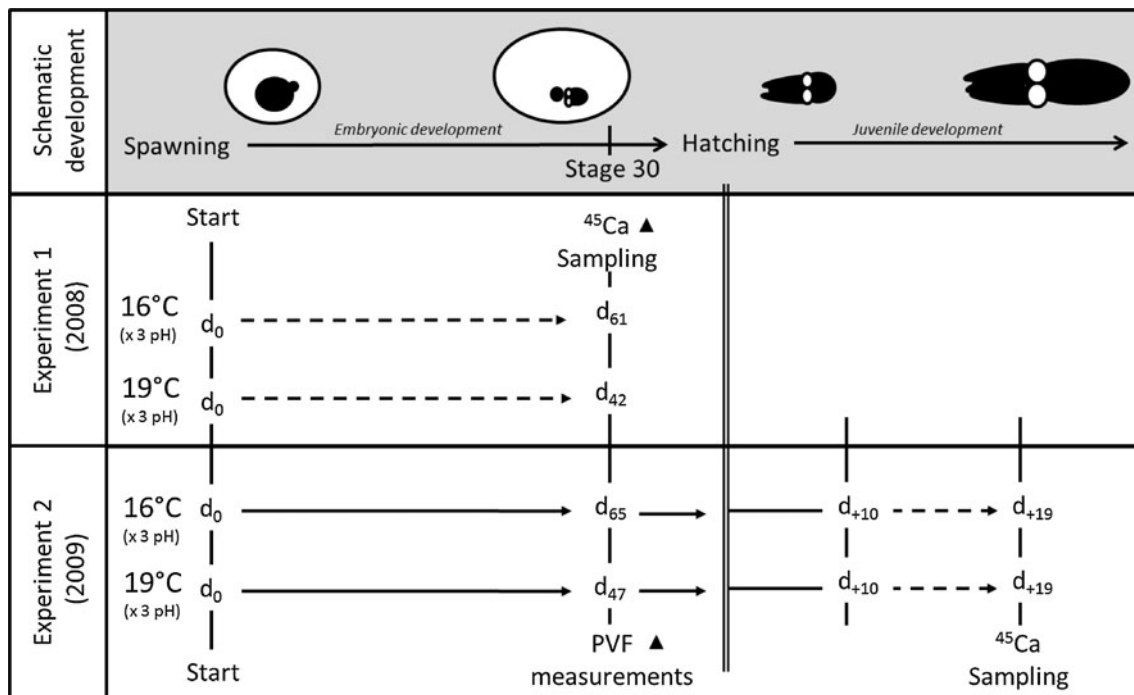 Schematic
development
Embryonic development
Juvenile development
Spawning
Hatching
Stage 30
Experiment 1
(2008)
Start
⁴⁵Ca ▲
Sampling
16°C
(x 3 pH)
d₀
d₆₁
19°C
(x 3 pH)
d₀
d₄₂
Experiment 2
(2009)
16°C
(x 3 pH)
d₀
d₆₅
d₊₁₀
d₊₁₉
19°C
(x 3 pH)
d₀
d₄₇
d₊₁₀
d₊₁₉
Start
PVF ▲
measurements
⁴⁵Ca
Sampling